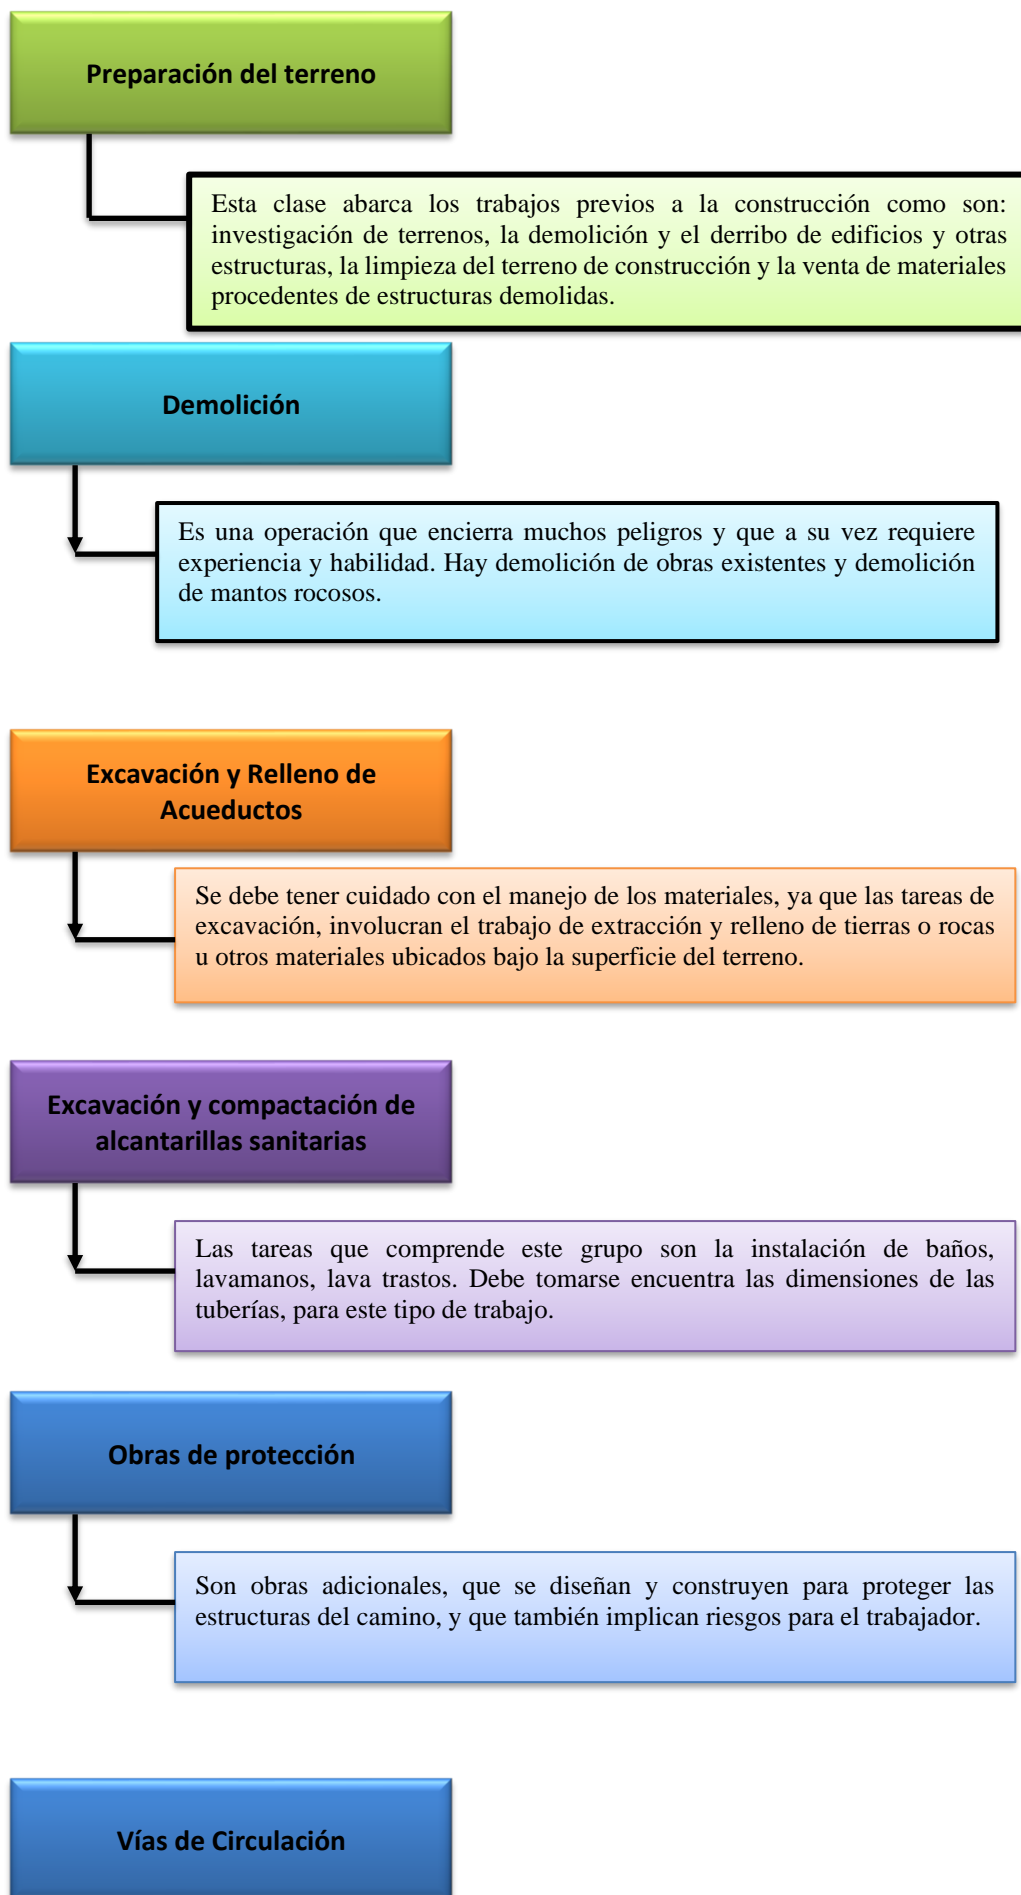 Preparación del terreno
Esta clase abarca los trabajos previos a la construcción como son:
investigación de terrenos, la demolición y el derribo de edificios y otras
estructuras, la limpieza del terreno de construcción y la venta de materiales
procedentes de estructuras demolidas.
Demolición
Es una operación que encierra muchos peligros y que a su vez requiere
experiencia y habilidad. Hay demolición de obras existentes y demolición
de mantos rocosos.
Excavación y Relleno de
Acueductos
Se debe tener cuidado con el manejo de los materiales, ya que las tareas de
excavación, involucran el trabajo de extracción y relleno de tierras o rocas
u otros materiales ubicados bajo la superficie del terreno.
Excavación y compactación de
alcantarillas sanitarias
Las tareas que comprende este grupo son la instalación de baños,
lavamanos, lava trastos. Debe tomarse encuentra las dimensiones de las
tuberías, para este tipo de trabajo.
Obras de protección
Son obras adicionales, que se diseñan y construyen para proteger las
estructuras del camino, y que también implican riesgos para el trabajador.
Vías de Circulación